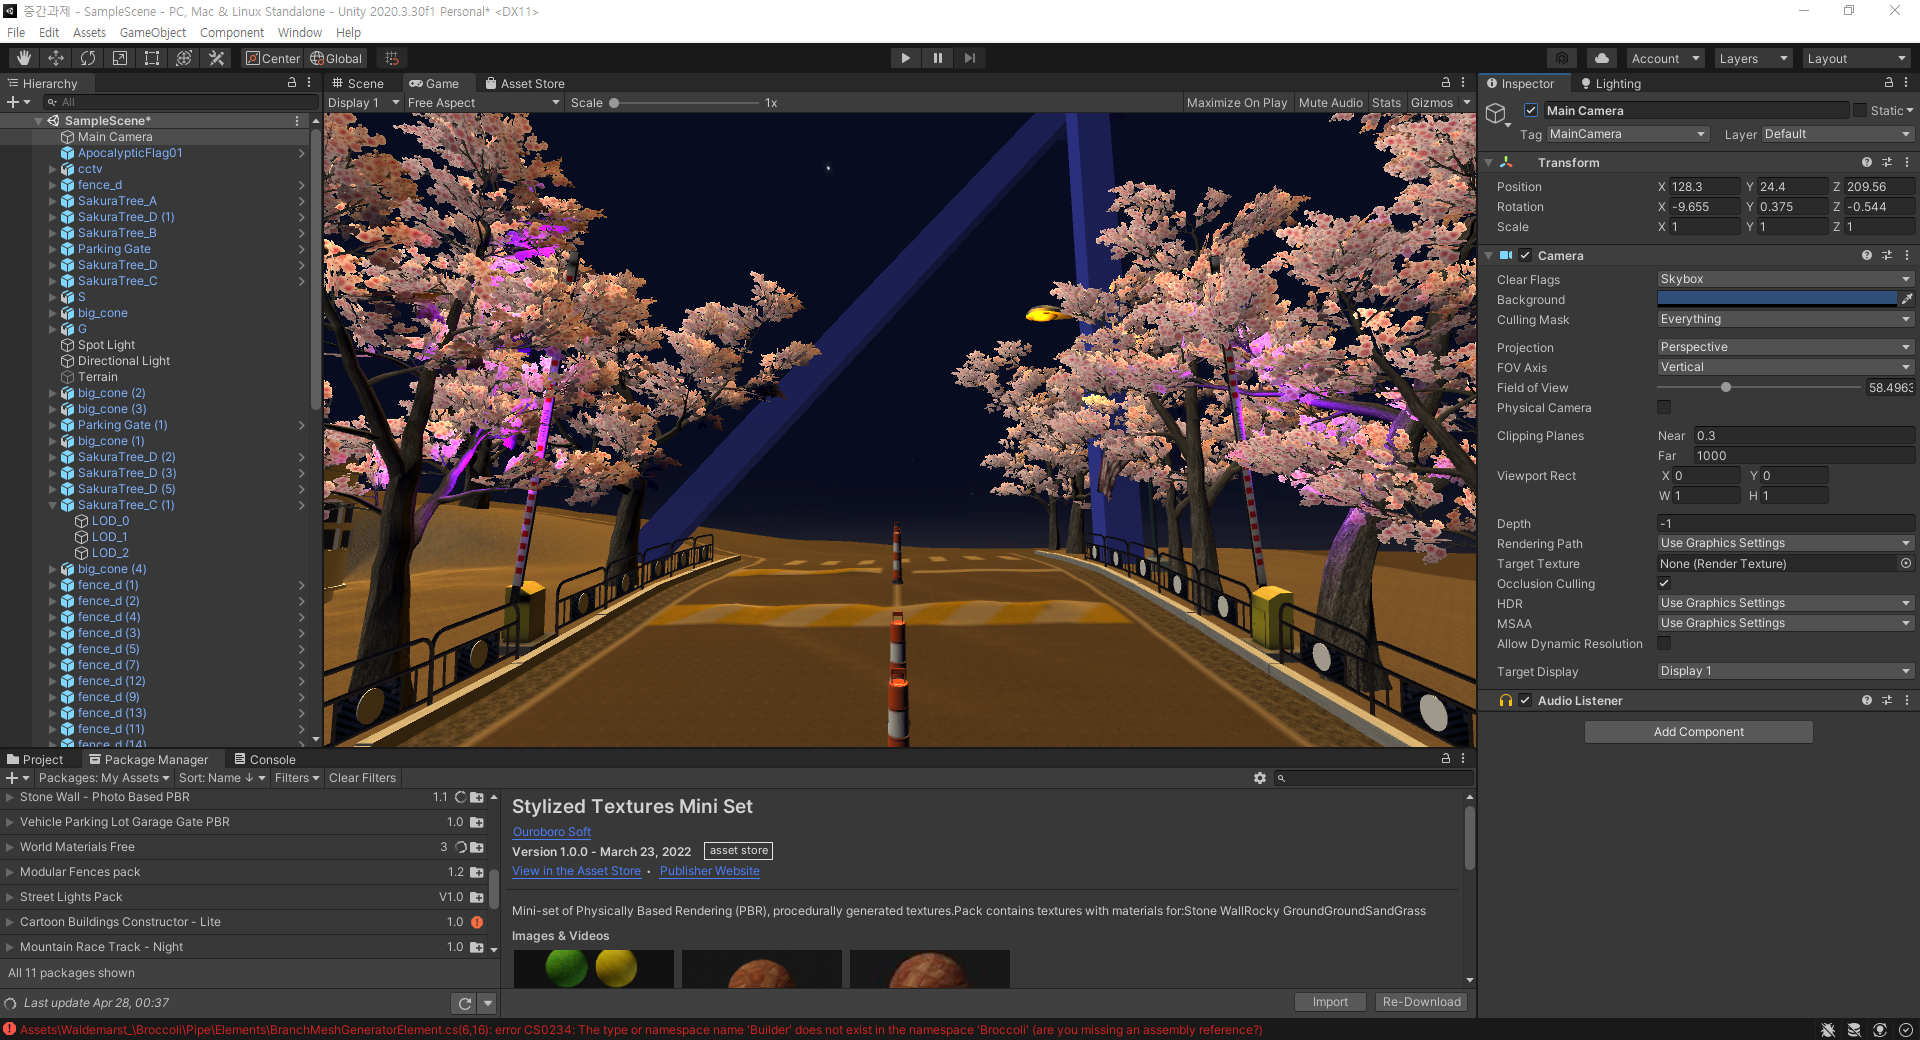 중간과제 - SampleScene - PC, Mac & Linux Standalone - Unity 2020.3.30f1 Personal* <DX11>
File Edit Assets GameObject Component Window Help
Center Global Account Layers Layout
Hierarchy
All
SampleScene*
Main Camera
ApocalypticFlag01
cctv
fence_d
SakuraTree_A
SakuraTree_D (1)
SakuraTree_B
Parking Gate
SakuraTree_D
SakuraTree_C
S
big_cone
G
Spot Light
Directional Light
Terrain
big_cone (2)
big_cone (3)
Parking Gate (1)
big_cone (1)
SakuraTree_D (2)
SakuraTree_D (3)
SakuraTree_D (5)
SakuraTree_C (1)
LOD_0
LOD_1
LOD_2
big_cone (4)
fence_d (1)
fence_d (2)
fence_d (4)
fence_d (3)
fence_d (5)
fence_d (7)
fence_d (12)
fence_d (9)
fence_d (13)
fence_d (11)
fence_d (14)
Scene Game Asset Store
Display 1 Free Aspect Scale 1x Maximize On Play Mute Audio Stats Gizmos
Inspector Lighting
Main Camera Static
Tag MainCamera Layer Default
Transform
Position X 128.3 Y 24.4 Z 209.56
Rotation X -9.655 Y 0.375 Z -0.544
Scale X 1 Y 1 Z 1
Camera
Clear Flags Skybox
Background
Culling Mask Everything
Projection Perspective
FOV Axis Vertical
Field of View 58.4963
Physical Camera
Clipping Planes Near 0.3
Far 1000
Viewport Rect X 0 Y 0
W 1 H 1
Depth -1
Rendering Path Use Graphics Settings
Target Texture None (Render Texture)
Occlusion Culling
HDR Use Graphics Settings
MSAA Use Graphics Settings
Allow Dynamic Resolution
Target Display Display 1
Audio Listener
Add Component
Project Package Manager Console
Packages: My Assets Sort: Name ↓ Filters Clear Filters
Stone Wall - Photo Based PBR 1.1
Vehicle Parking Lot Garage Gate PBR 1.0
World Materials Free 3
Modular Fences pack 1.2
Street Lights Pack V1.0
Cartoon Buildings Constructor - Lite 1.0
Mountain Race Track - Night 1.0
All 11 packages shown
Last update Apr 28, 00:37
Stylized Textures Mini Set
Ouroboro Soft
Version 1.0.0 - March 23, 2022 asset store
View in the Asset Store • Publisher Website
Mini-set of Physically Based Rendering (PBR), procedurally generated textures.Pack contains textures with materials for:Stone WallRocky GroundGroundSandGrass
Images & Videos
Import Re-Download
Assets\Waldemarst_\Broccoli\Pipe\Elements\BranchMeshGeneratorElement.cs(6,16): error CS0234: The type or namespace name 'Builder' does not exist in the namespace 'Broccoli' (are you missing an assembly reference?)